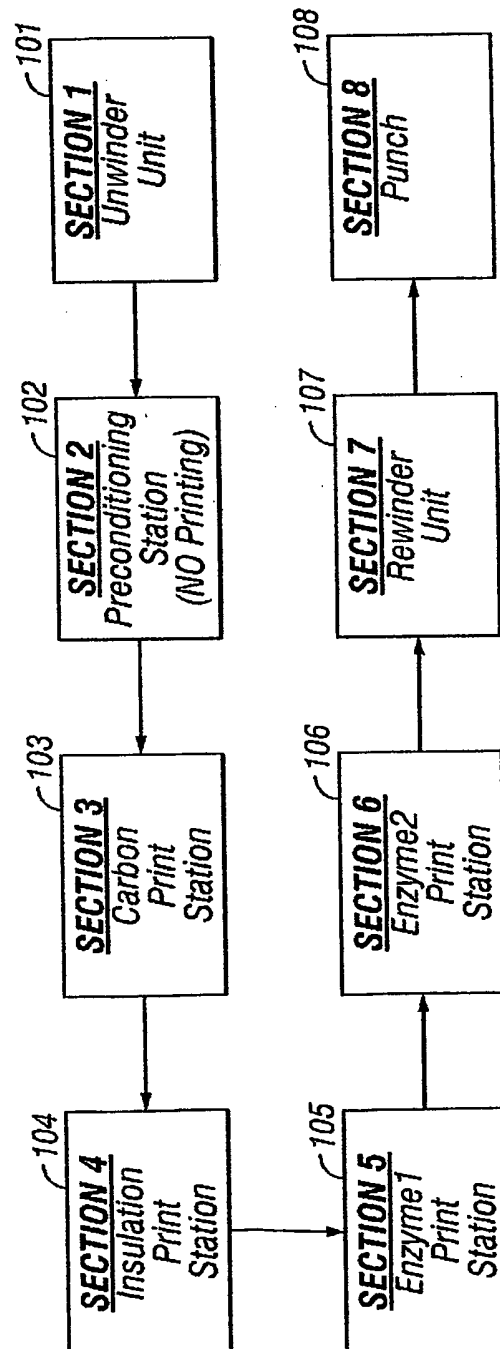 101
SECTION 1
Unwinder
Unit
102
SECTION 2
Preconditioning
Station
(NO Printing)
103
SECTION 3
Carbon
Print
Station
104
SECTION 4
Insulation
Print
Station
105
SECTION 5
Enzyme1
Print
Station
106
SECTION 6
Enzyme2
Print
Station
107
SECTION 7
Rewinder
Unit
108
SECTION 8
Punch